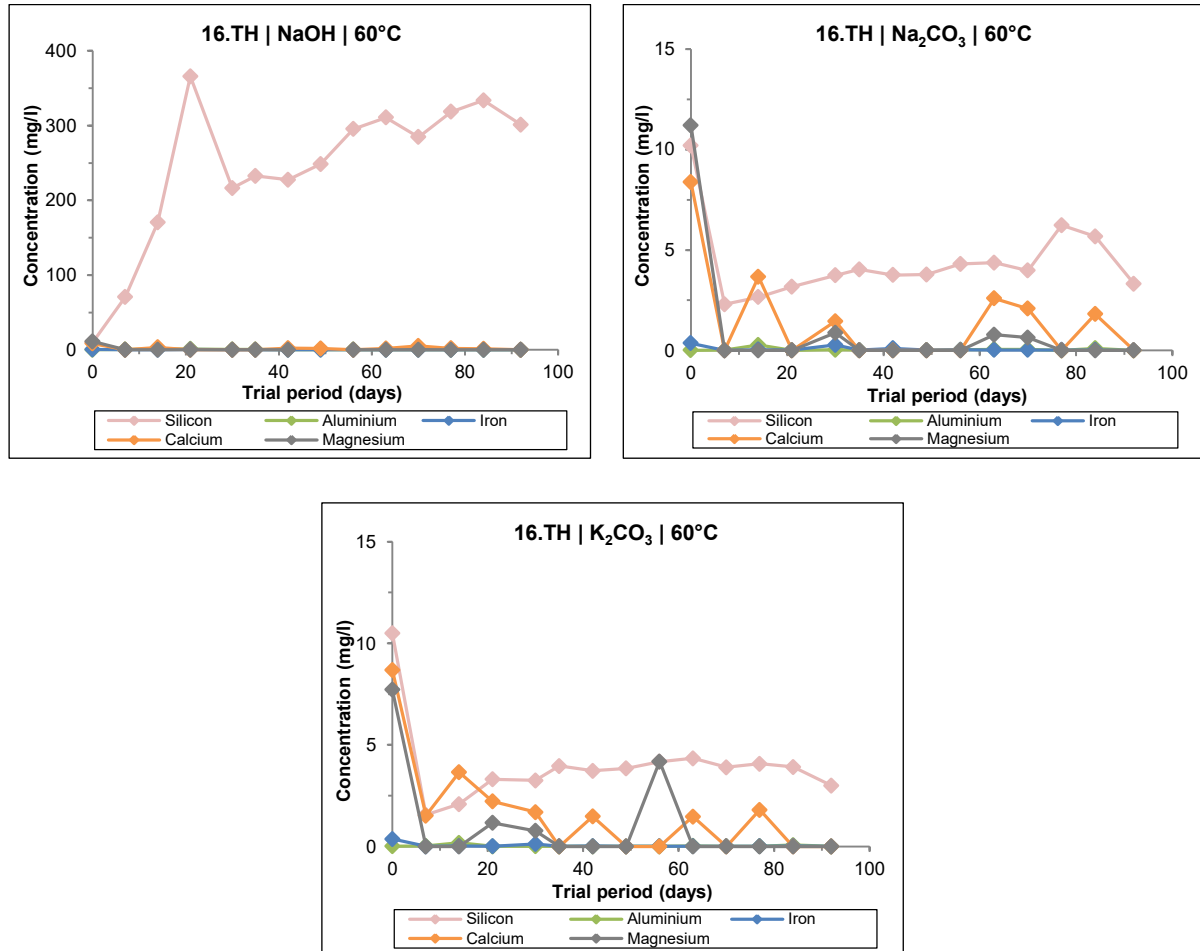 16.TH | NaOH | 60°C
400
300
200
100
0
0 20 40 60 80 100
Concentration (mg/l)
Trial period (days)
Silicon Aluminium Iron
Calcium Magnesium
16.TH | Na₂CO₃ | 60°C
15
10
5
0
0 20 40 60 80 100
Concentration (mg/l)
Trial period (days)
Silicon Aluminium Iron
Calcium Magnesium
16.TH | K₂CO₃ | 60°C
15
10
5
0
0 20 40 60 80 100
Concentration (mg/l)
Trial period (days)
Silicon Aluminium Iron
Calcium Magnesium